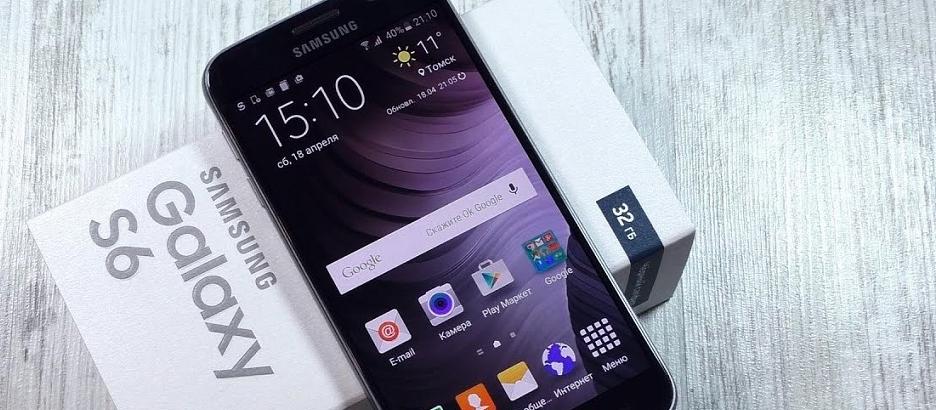 SAMSUNG
40% 21:10
15:10
11°
Томск
Обновл. 18.04 21:05
сб, 18 апреля
Google
Скажите Ok Google
E-mail
Камера
Play Маркет
Google
Интернет
Меню
SAMSUNG
Galaxy
S6
32 ГБ